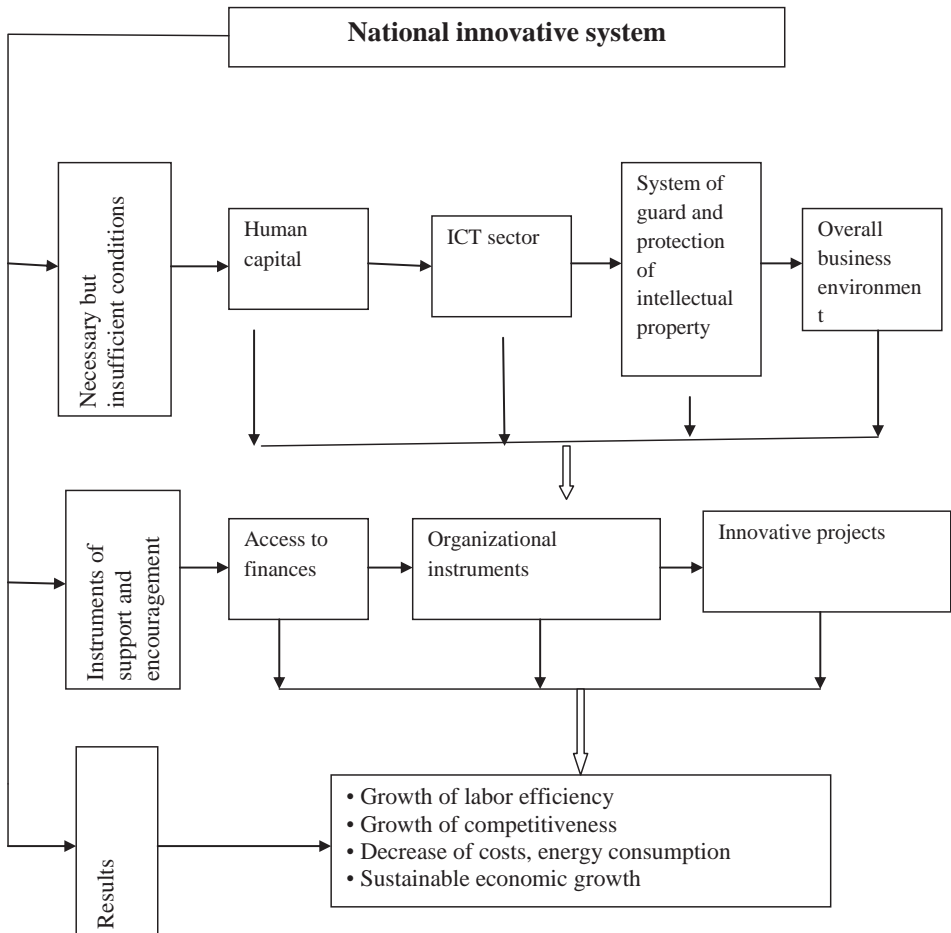 National innovative system
Necessary but
insufficient conditions
Human
capital
ICT sector
System of
guard and
protection
of
intellectual
property
Overall
business
environmen
t
Instruments of
support and
encouragement
Access to
finances
Organizational
instruments
Innovative projects
Results
• Growth of labor efficiency
• Growth of competitiveness
• Decrease of costs, energy consumption
• Sustainable economic growth